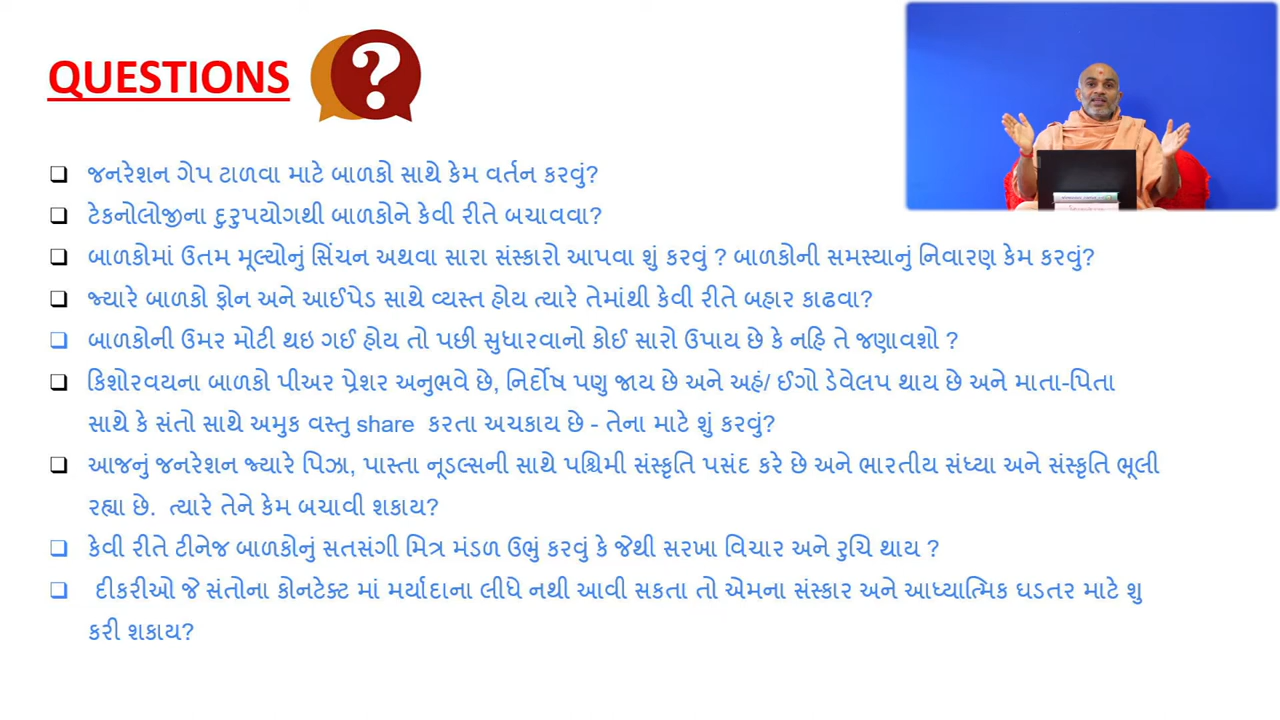 QUESTIONS
જનરેશન ગેપ ટાળવા માટે બાળકો સાથે કેમ વર્તન કરવું?
ટેકનોલોજીના દુરુપયોગથી બાળકોને કેવી રીતે બચાવવા?
બાળકોમાં ઉતમ મૂલ્યોનું સિંચન અથવા સારા સંસ્કારો આપવા શું કરવું ? બાળકોની સમસ્યાનું નિવારણ કેમ કરવું?
જ્યારે બાળકો ફોન અને આઈપેડ સાથે વ્યસ્ત હોય ત્યારે તેમાંથી કેવી રીતે બહાર કાઢવા?
બાળકોની ઉમર મોટી થઇ ગઈ હોય તો પછી સુધારવાનો કોઈ સારો ઉપાય છે કે નહિ તે જણાવશો ?
કિશોરવયના બાળકો પીઅર પ્રેશર અનુભવે છે, નિર્દોષ પણુ જાય છે અને અહં/ ઈગો ડેવેલપ થાય છે અને માતા-પિતા
સાથે કે સંતો સાથે અમુક વસ્તુ share કરતા અચકાય છે - તેના માટે શું કરવું?
આજનું જનરેશન જ્યારે પિઝા, પાસ્તા નૂડલ્સની સાથે પશ્ચિમી સંસ્કૃતિ પસંદ કરે છે અને ભારતીય સંધ્યા અને સંસ્કૃતિ ભૂલી
રહ્યા છે. ત્યારે તેને કેમ બચાવી શકાય?
કેવી રીતે ટીનેજ બાળકોનું સતસંગી મિત્ર મંડળ ઉભું કરવું કે જેથી સરખા વિચાર અને રુચિ થાય ?
દીકરીઓ જે સંતોના કોનટેક્ટ માં મર્યાદાના લીધે નથી આવી સકતા તો એમના સંસ્કાર અને આધ્યાત્મિક ઘડતર માટે શુ
કરી શકાય?